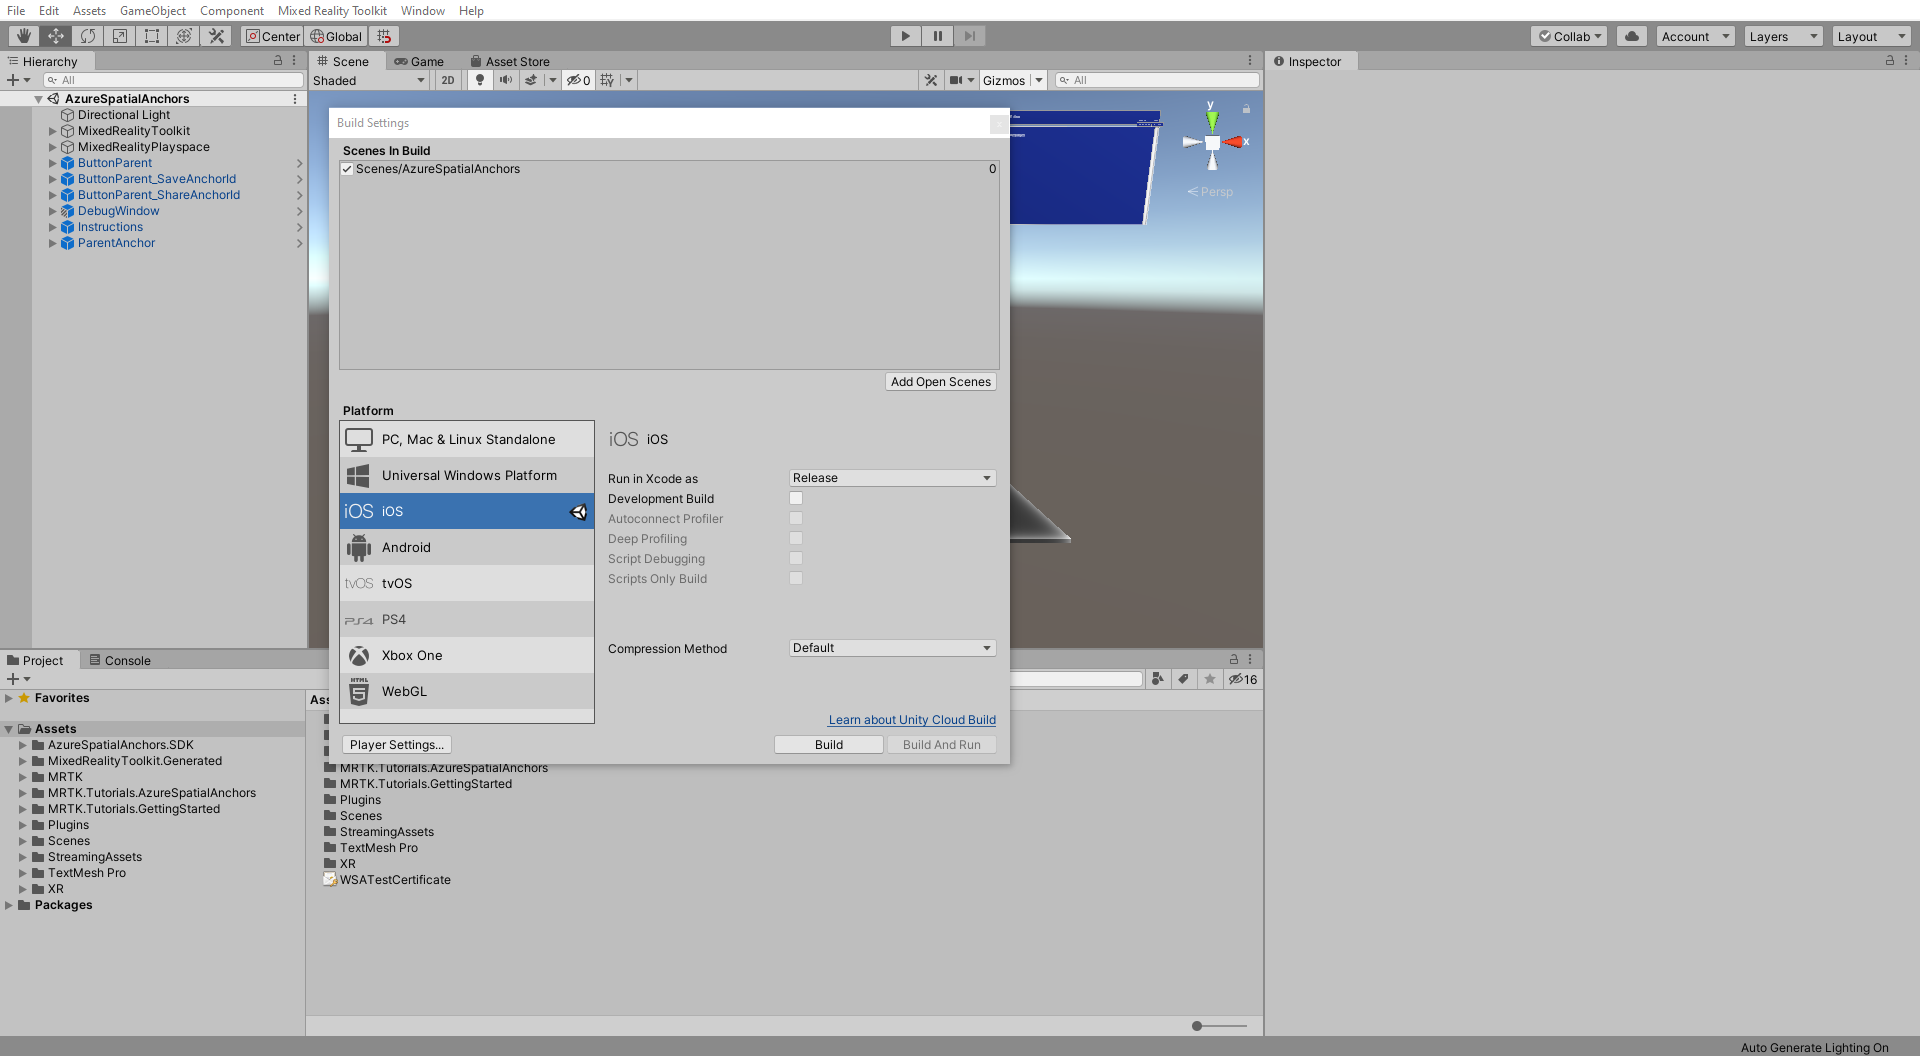 File Edit Assets GameObject Component Mixed Reality Toolkit Window Help
Center Global Collab Account Layers Layout
Hierarchy
All
AzureSpatialAnchors
Directional Light
MixedRealityToolkit
MixedRealityPlayspace
ButtonParent
ButtonParent_SaveAnchorId
ButtonParent_ShareAnchorId
DebugWindow
Instructions
ParentAnchor
Scene Game Asset Store
Shaded 2D 0 Gizmos All
y
x
Persp
Inspector
Build Settings
Scenes In Build
Scenes/AzureSpatialAnchors 0
Add Open Scenes
Platform
PC, Mac & Linux Standalone
Universal Windows Platform
iOS iOS
Android
tvOS tvOS
PS4 PS4
Xbox One
HTML 5 WebGL
iOS iOS
Run in Xcode as Release
Development Build
Autoconnect Profiler
Deep Profiling
Script Debugging
Scripts Only Build
Compression Method Default
Learn about Unity Cloud Build
Player Settings... Build Build And Run
Project Console
16
Favorites
Assets
AzureSpatialAnchors.SDK
MixedRealityToolkit.Generated
MRTK
MRTK.Tutorials.AzureSpatialAnchors
MRTK.Tutorials.GettingStarted
Plugins
Scenes
StreamingAssets
TextMesh Pro
XR
Packages
Ass
MRTK.Tutorials.AzureSpatialAnchors
MRTK.Tutorials.GettingStarted
Plugins
Scenes
StreamingAssets
TextMesh Pro
XR
WSATestCertificate
Auto Generate Lighting On